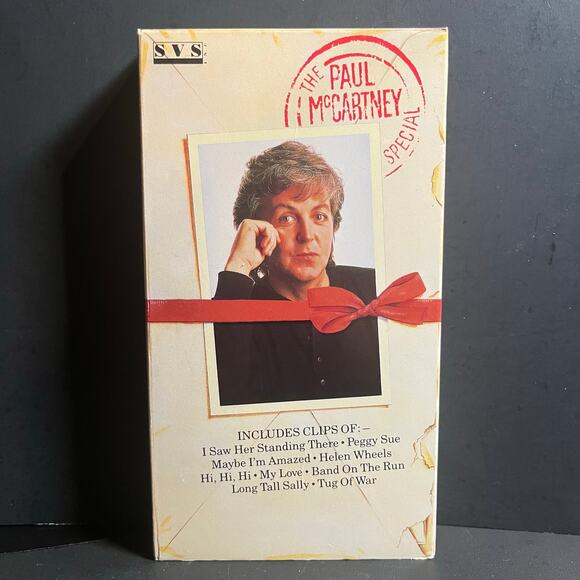 SVS
THE
PAUL
McCARTNEY
SPECIAL
INCLUDES CLIPS OF:–
I Saw Her Standing There • Peggy Sue
Maybe I'm Amazed • Helen Wheels
Hi, Hi, Hi • My Love • Band On The Run
Long Tall Sally • Tug Of War